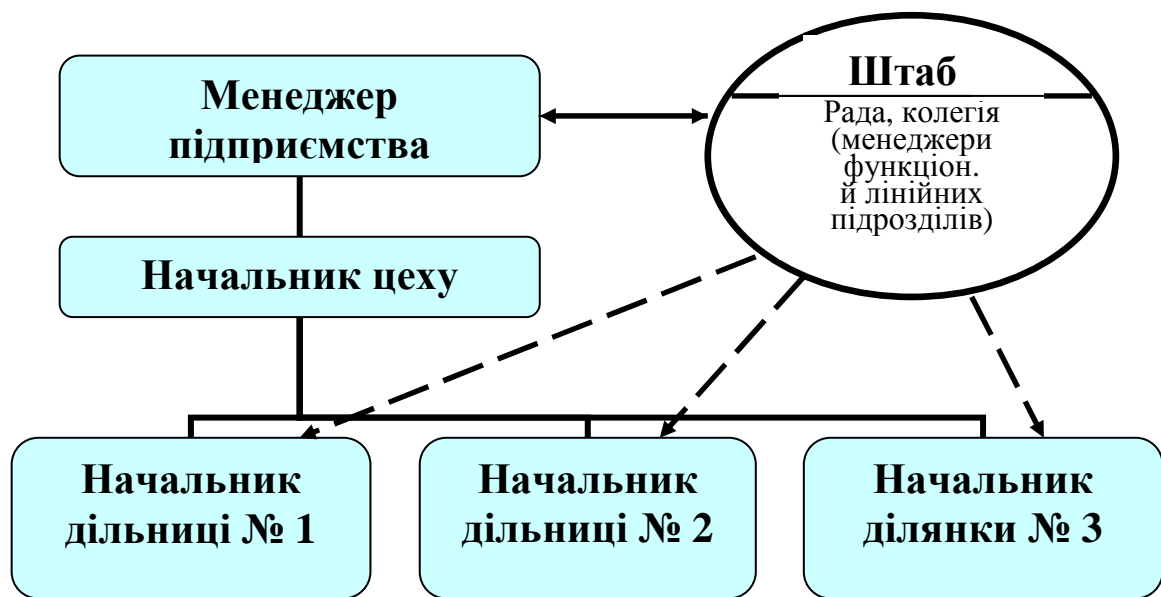 Менеджер
підприємства
Штаб
Рада, колегія
(менеджери
функціон.
й лінійних
підрозділів)
Начальник цеху
Начальник
дільниці № 1
Начальник
дільниці № 2
Начальник
ділянки № 3